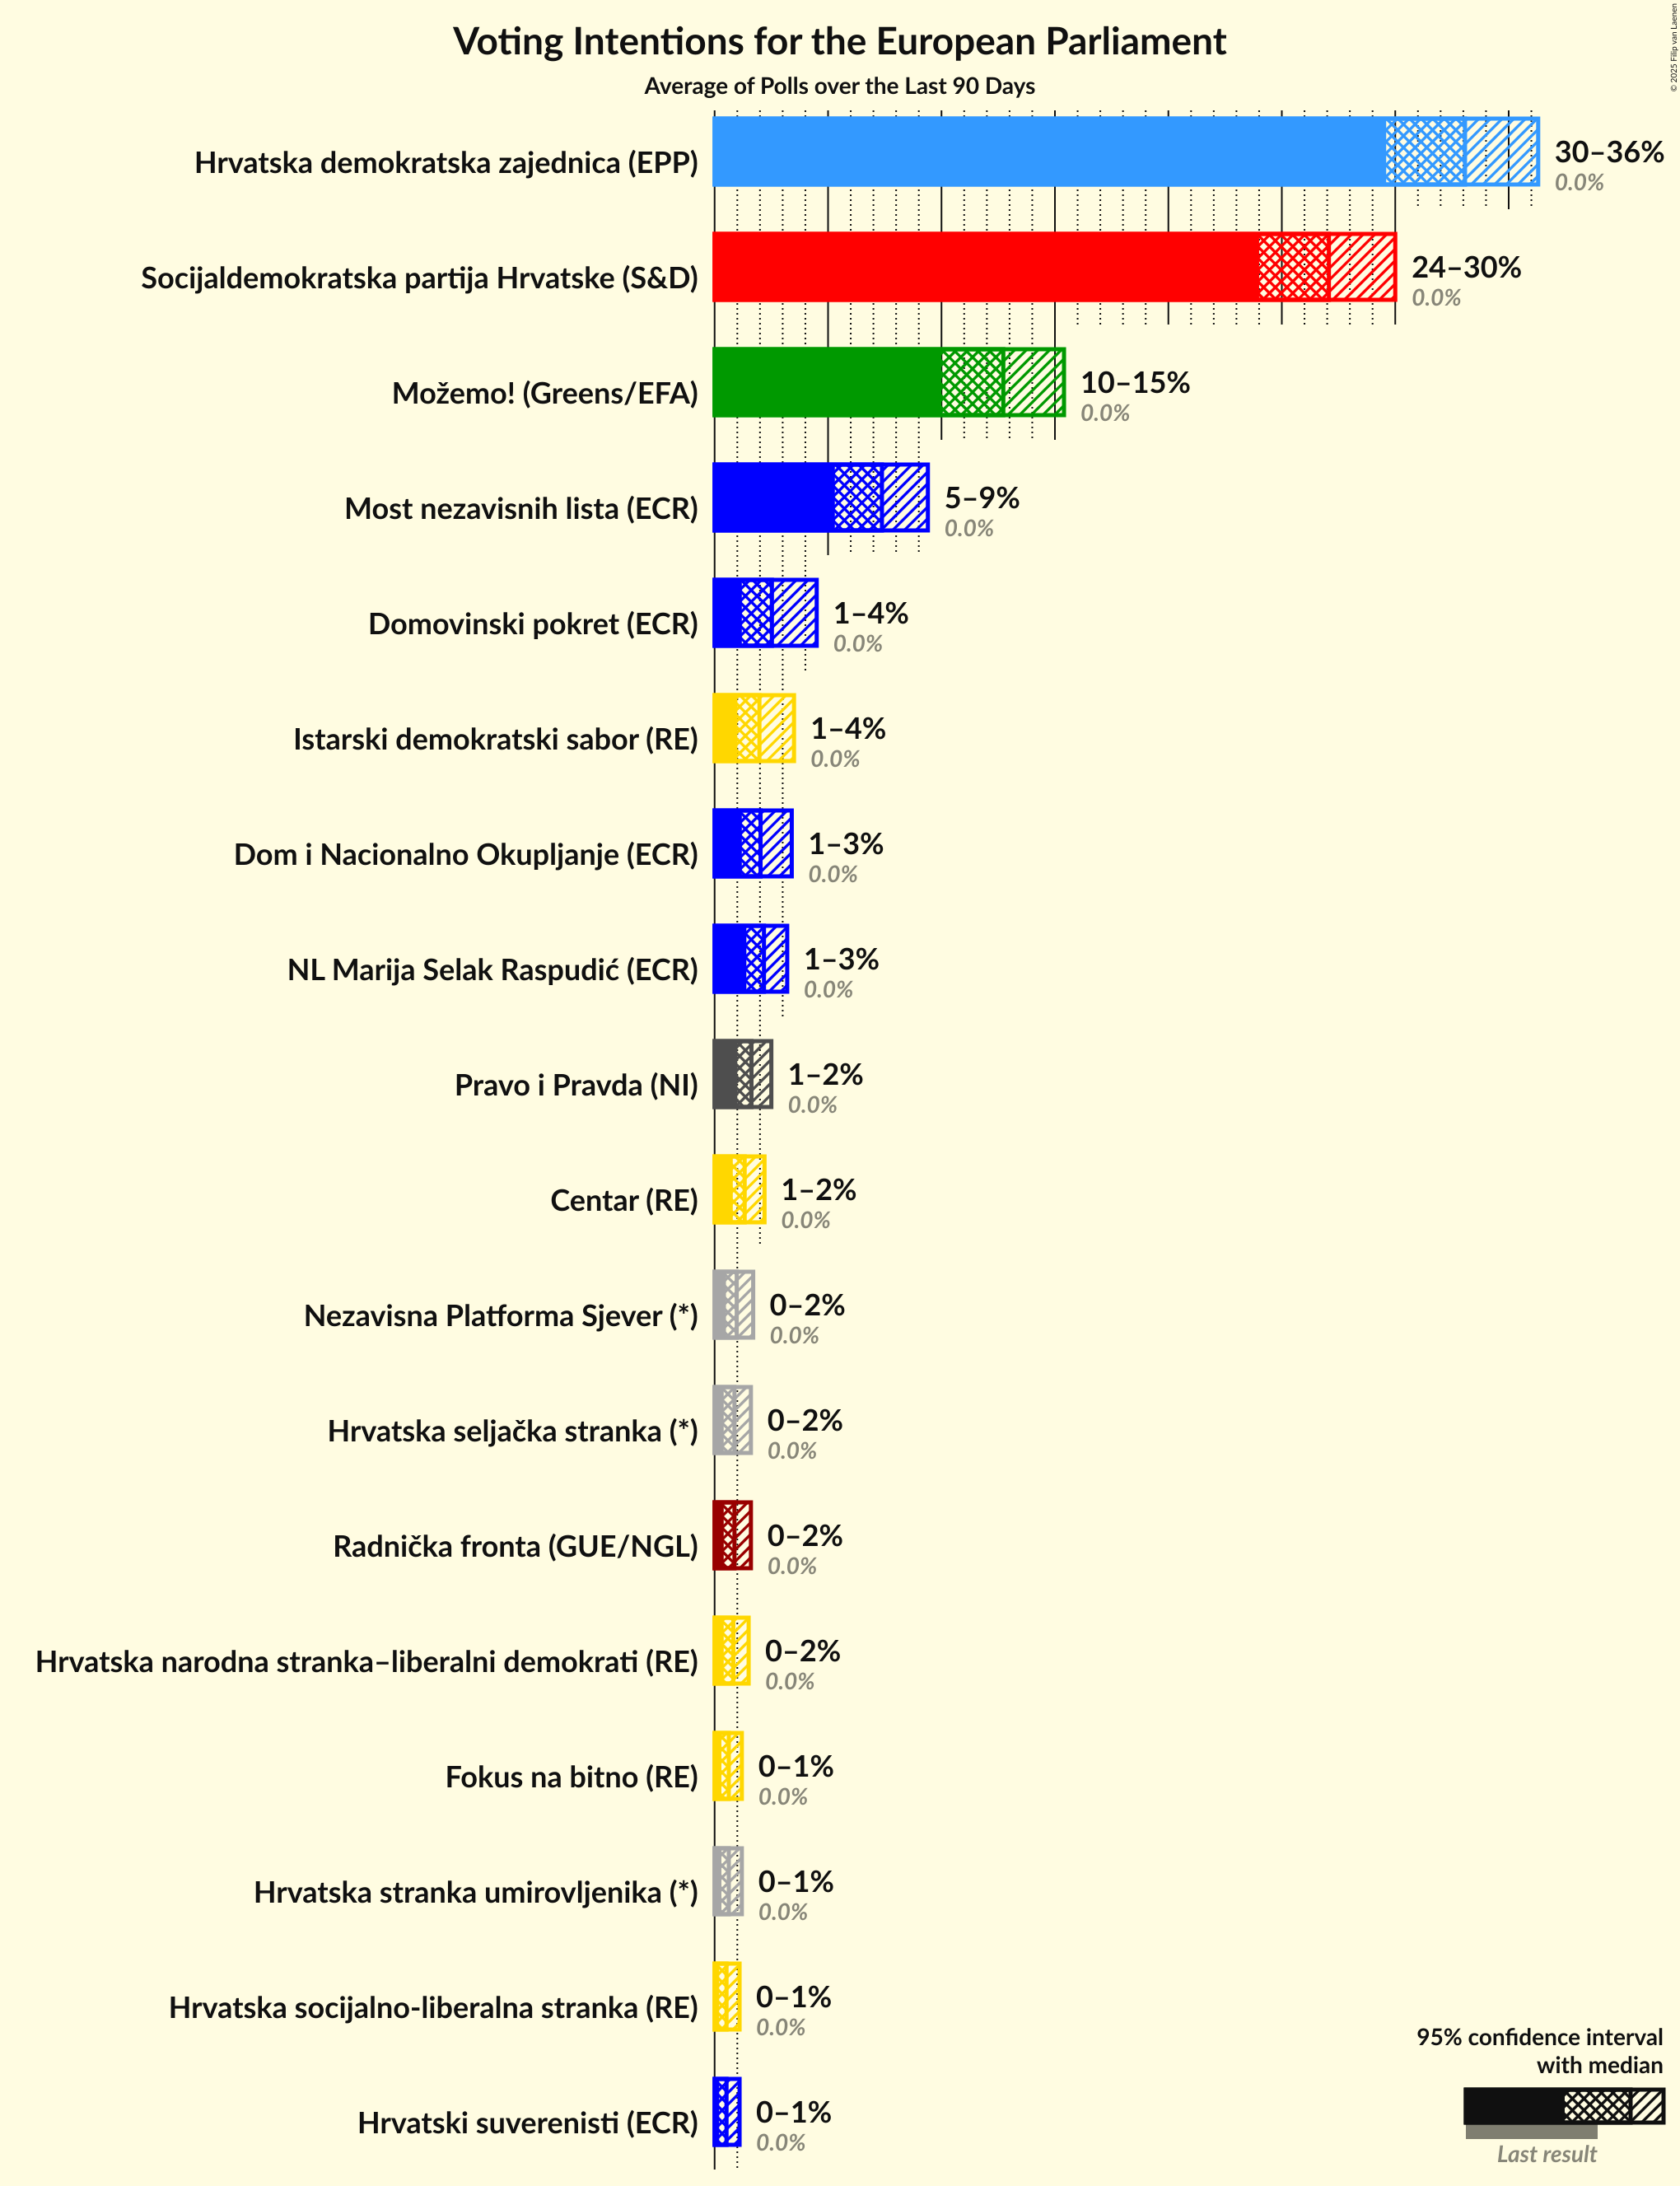 Voting Intentions for the European Parliament
Average of Polls over the Last 90 Days
© 2025 Filip van Laenen
Hrvatska demokratska zajednica (EPP)
30–36%
0.0%
Socijaldemokratska partija Hrvatske (S&D)
24–30%
0.0%
Možemo! (Greens/EFA)
10–15%
0.0%
Most nezavisnih lista (ECR)
5–9%
0.0%
Domovinski pokret (ECR)
1–4%
0.0%
Istarski demokratski sabor (RE)
1–4%
0.0%
Dom i Nacionalno Okupljanje (ECR)
1–3%
0.0%
NL Marija Selak Raspudić (ECR)
1–3%
0.0%
Pravo i Pravda (NI)
1–2%
0.0%
Centar (RE)
1–2%
0.0%
Nezavisna Platforma Sjever (*)
0–2%
0.0%
Hrvatska seljačka stranka (*)
0–2%
0.0%
Radnička fronta (GUE/NGL)
0–2%
0.0%
Hrvatska narodna stranka–liberalni demokrati (RE)
0–2%
0.0%
Fokus na bitno (RE)
0–1%
0.0%
Hrvatska stranka umirovljenika (*)
0–1%
0.0%
Hrvatska socijalno-liberalna stranka (RE)
0–1%
0.0%
Hrvatski suverenisti (ECR)
0–1%
0.0%
95% confidence interval
with median
Last result